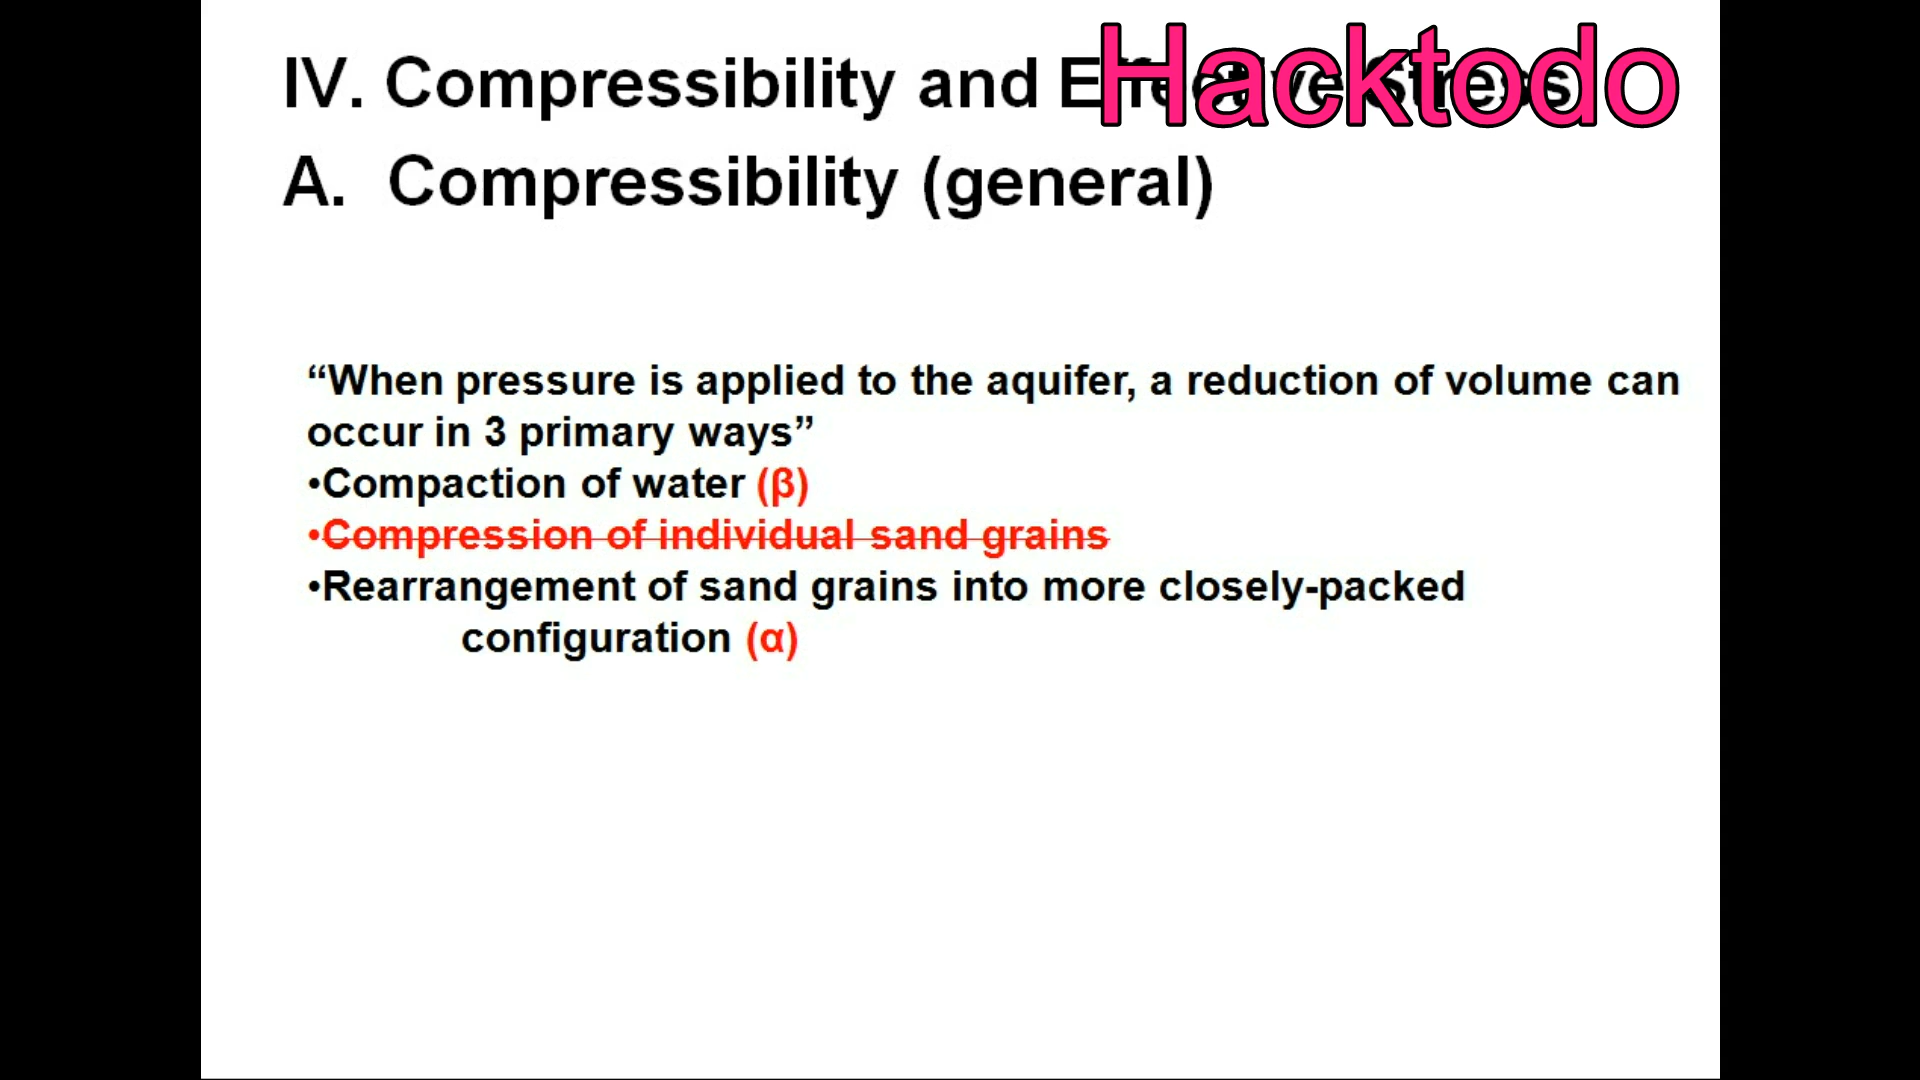 IV. Compressibility and Effective Stress
Hacktodo
A. Compressibility (general)
“When pressure is applied to the aquifer, a reduction of volume can
occur in 3 primary ways”
•Compaction of water (β)
•Compression of individual sand grains
•Rearrangement of sand grains into more closely-packed
configuration (α)